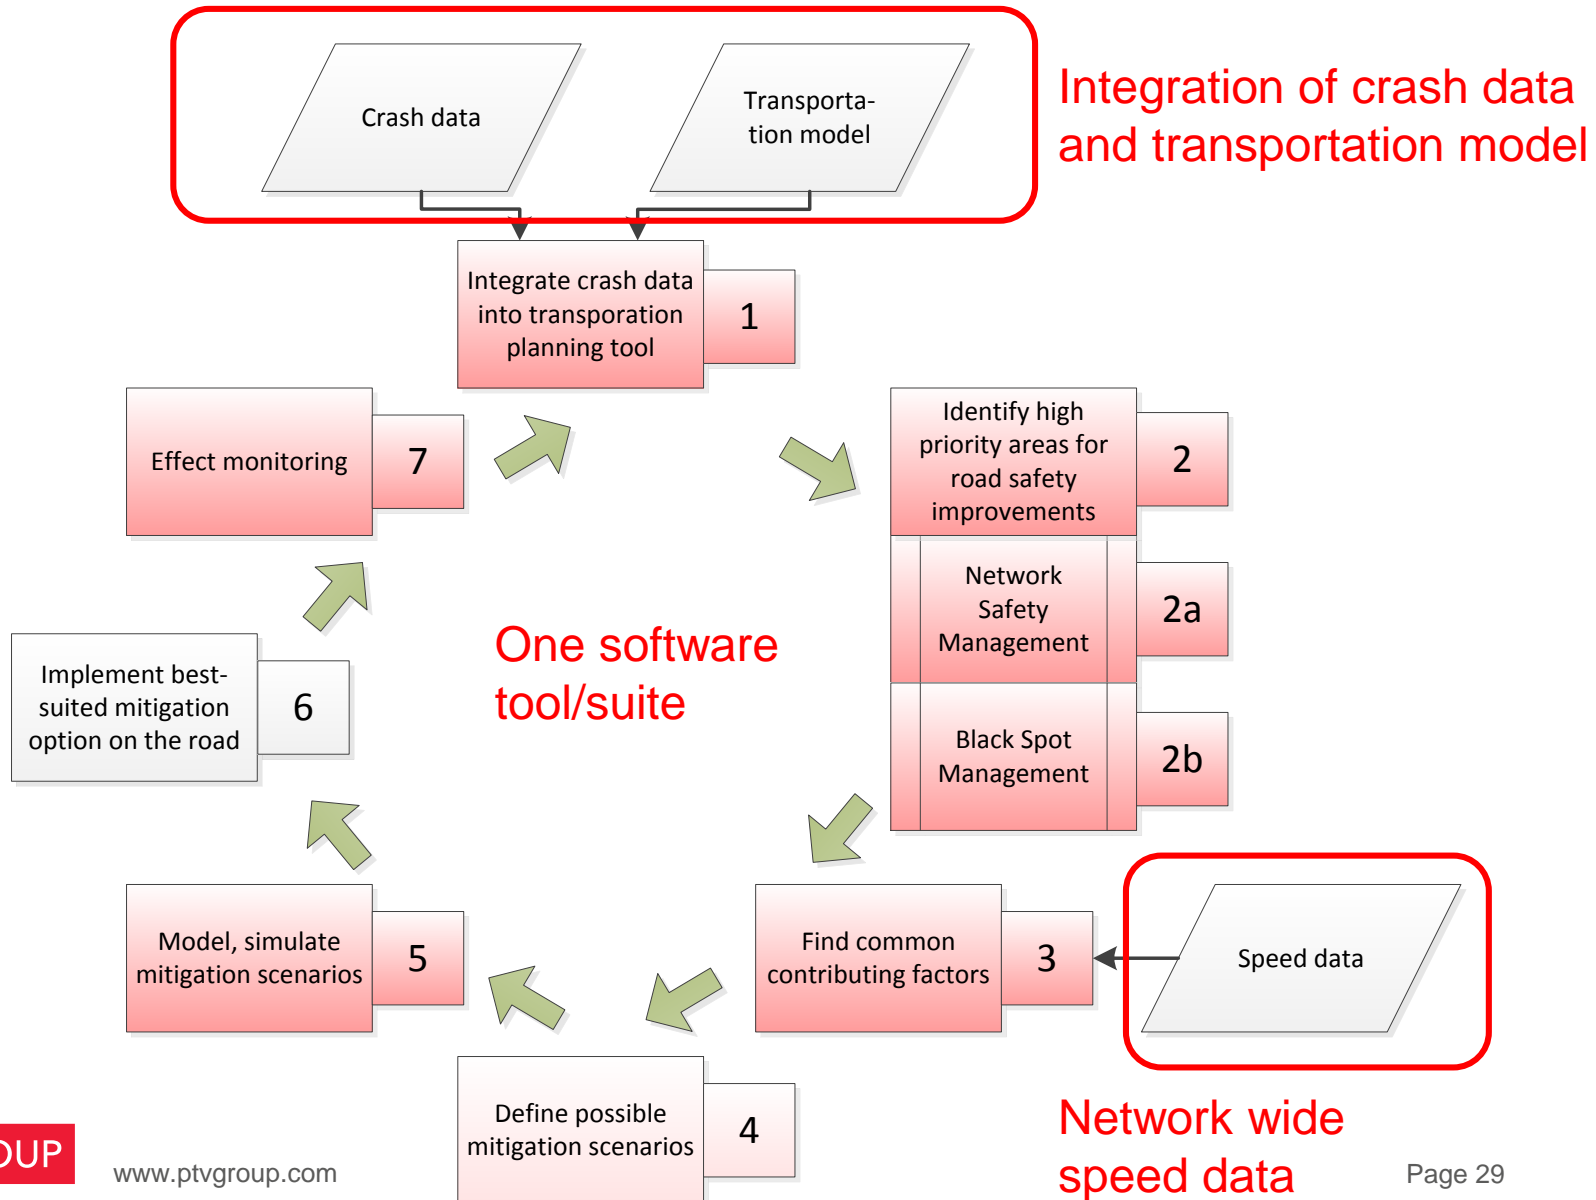 Crash data
Transporta-
tion model
Integration of crash data
and transportation model
Integrate crash data
into transporation
planning tool
1
Identify high
priority areas for
road safety
improvements
2
Network
Safety
Management
2a
Black Spot
Management
2b
Effect monitoring
7
One software
tool/suite
Implement best-
suited mitigation
option on the road
6
Model, simulate
mitigation scenarios
5
Find common
contributing factors
3
Speed data
Define possible
mitigation scenarios
4
Network wide
speed data
OUP
www.ptvgroup.com
Page 29